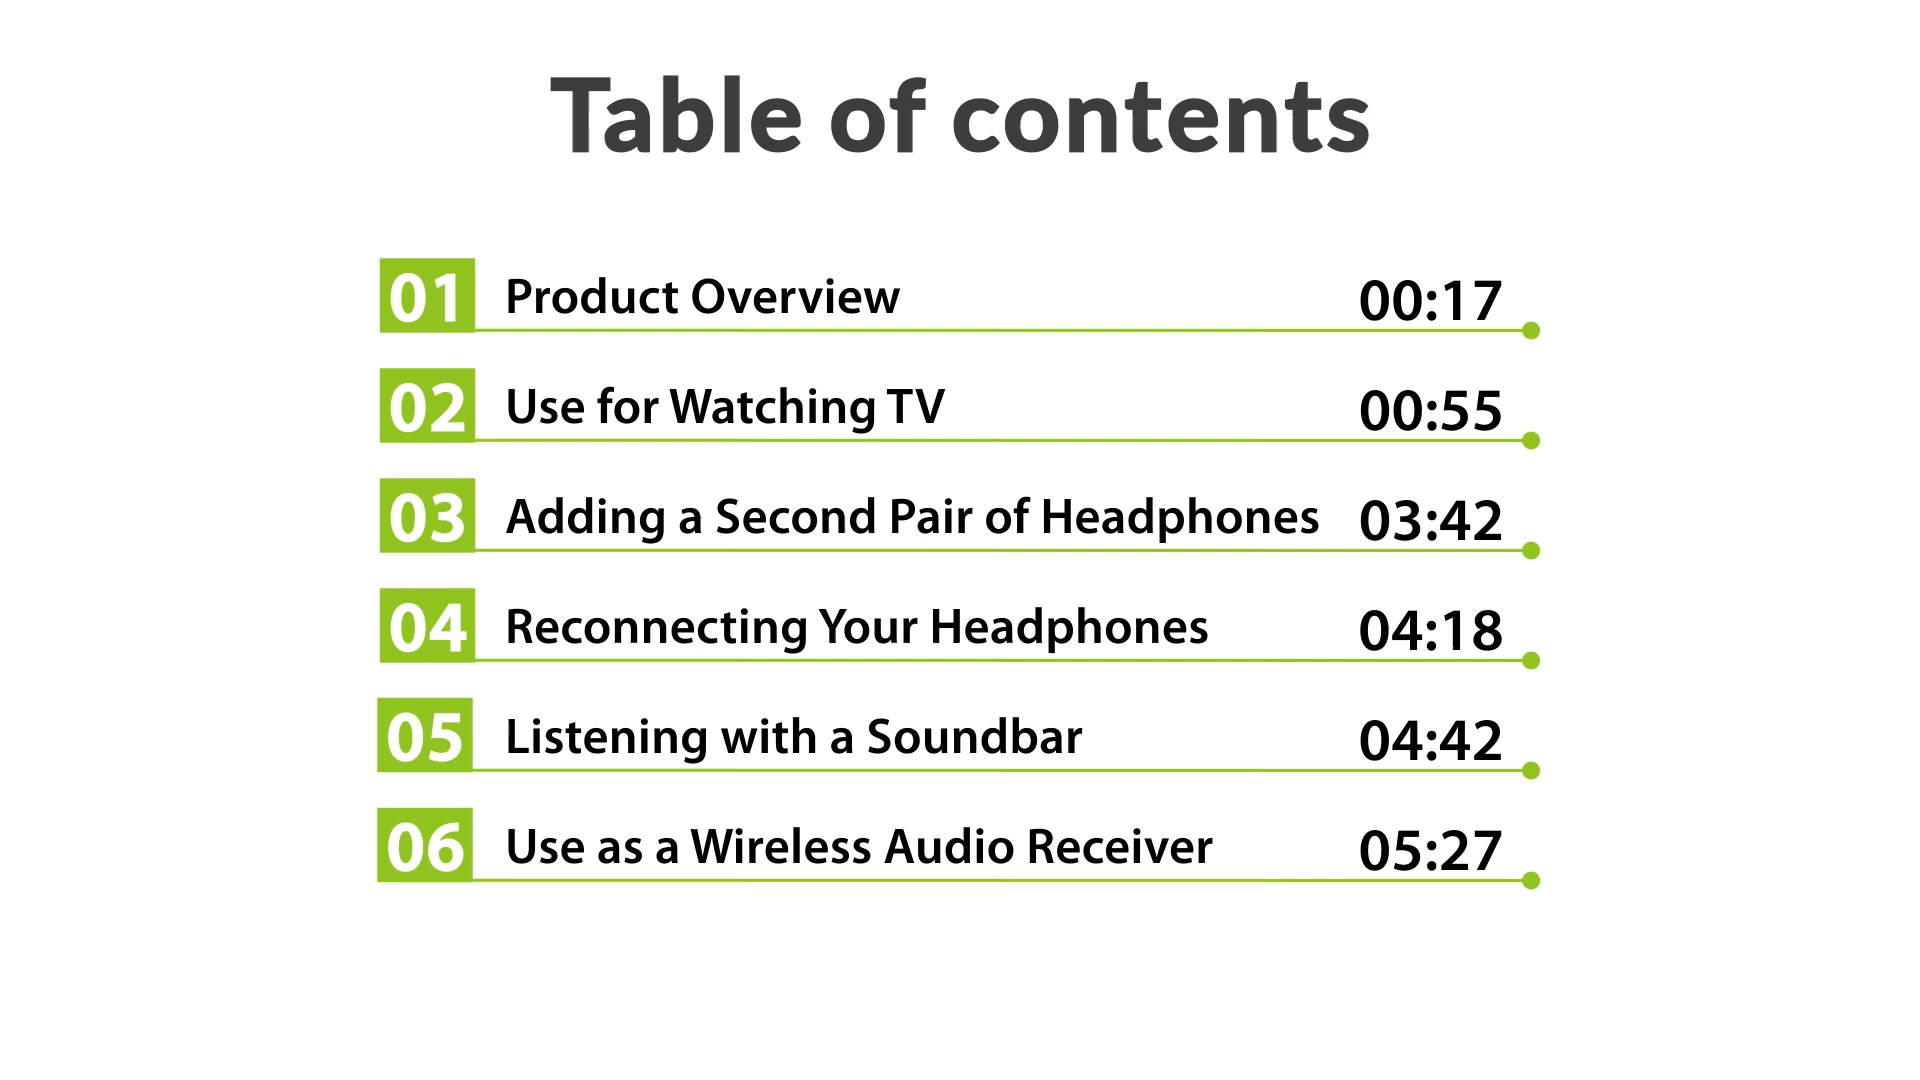 Table of contents
01 Product Overview 00:17
02 Use for Watching TV 00:55
03 Adding a Second Pair of Headphones 03:42
04 Reconnecting Your Headphones 04:18
05 Listening with a Soundbar 04:42
06 Use as a Wireless Audio Receiver 05:27